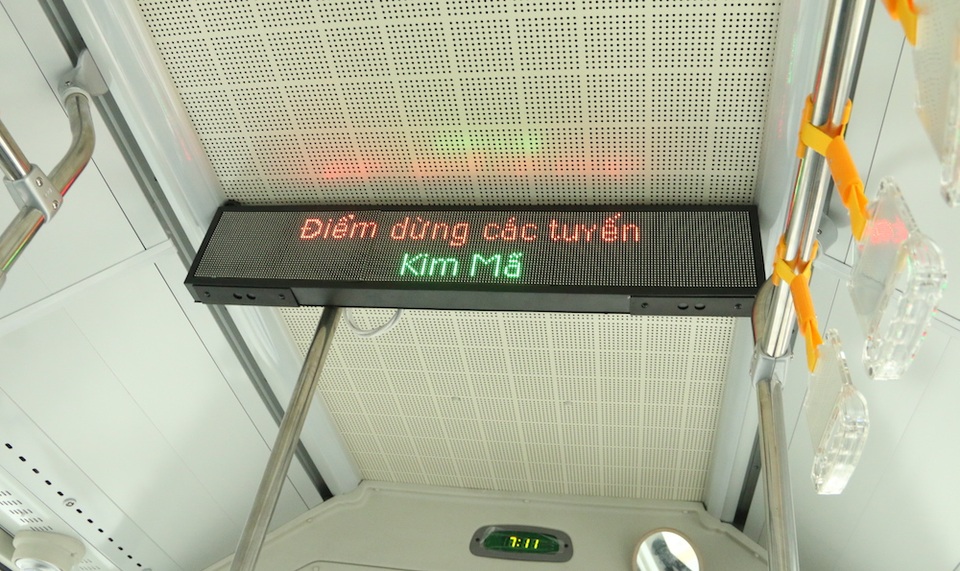 Điểm dừng các tuyến
Kim Mã
7:11